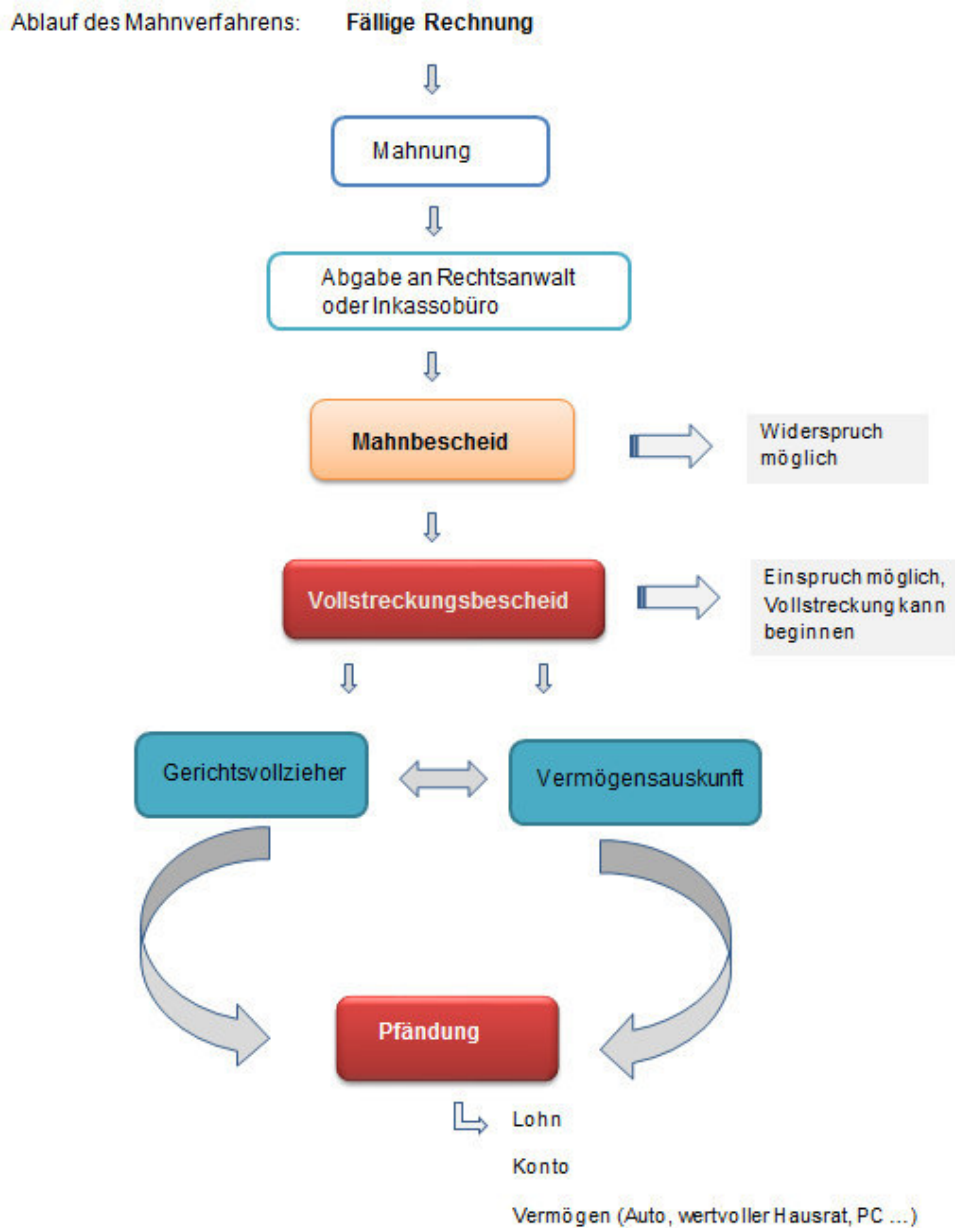 Ablauf des Mahnverfahrens: Fällige Rechnung
Mahnung
Abgabe an Rechtsanwalt
oder Inkassobüro
Mahnbescheid
Widerspruch
möglich
Vollstreckungsbescheid
Einspruch möglich,
Vollstreckung kann
beginnen
Gerichtsvollzieher
Vermögensauskunft
Pfändung
Lohn
Konto
Vermögen (Auto, wertvoller Hausrat, PC ...)